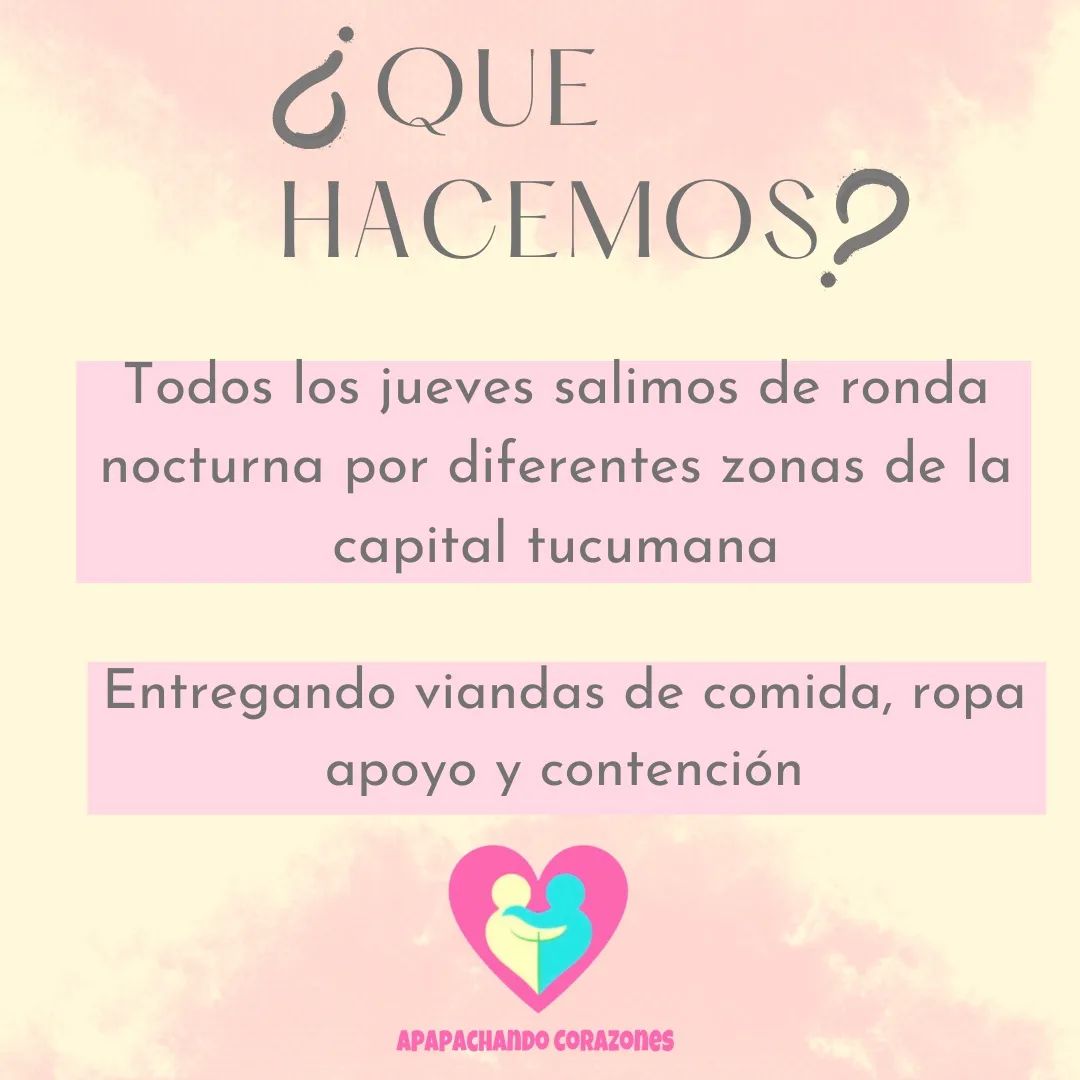 ¿QUE
HACEMOS?
Todos los jueves salimos de ronda
nocturna por diferentes zonas de la
capital tucumana
Entregando viandas de comida, ropa
apoyo y contención
APAPACHANDO CORAZONES